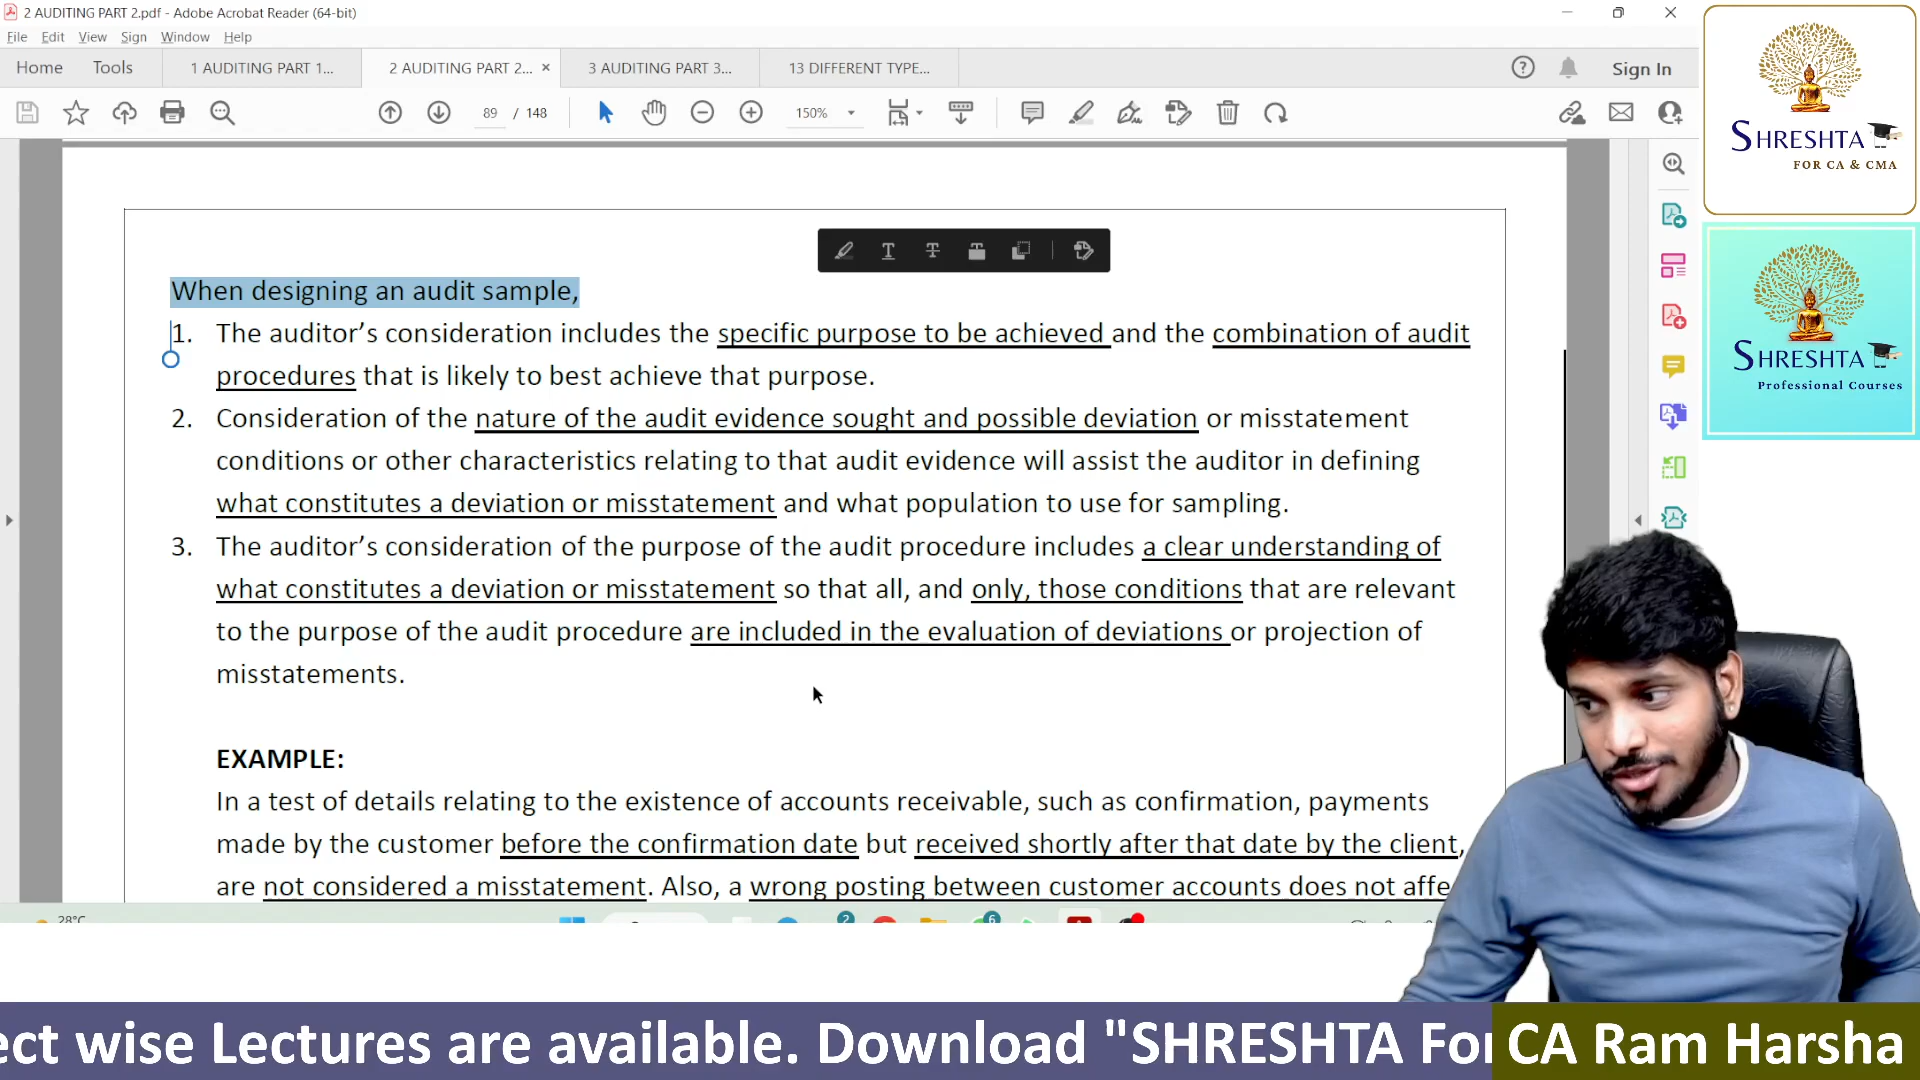 2 AUDITING PART 2.pdf - Adobe Acrobat Reader (64-bit)
File Edit View Sign Window Help
Home Tools 1 AUDITING PART 1... 2 AUDITING PART 2... × 3 AUDITING PART 3... 13 DIFFERENT TYPE... Sign In
89 / 148 150%
When designing an audit sample,
1. The auditor’s consideration includes the specific purpose to be achieved and the combination of audit
procedures that is likely to best achieve that purpose.
2. Consideration of the nature of the audit evidence sought and possible deviation or misstatement
conditions or other characteristics relating to that audit evidence will assist the auditor in defining
what constitutes a deviation or misstatement and what population to use for sampling.
3. The auditor’s consideration of the purpose of the audit procedure includes a clear understanding of
what constitutes a deviation or misstatement so that all, and only, those conditions that are relevant
to the purpose of the audit procedure are included in the evaluation of deviations or projection of
misstatements.
EXAMPLE:
In a test of details relating to the existence of accounts receivable, such as confirmation, payments
made by the customer before the confirmation date but received shortly after that date by the client,
are not considered a misstatement. Also, a wrong posting between customer accounts does not affe
28°C 2 6
SHRESHTA
FOR CA & CMA
SHRESHTA
Professional Courses
ect wise Lectures are available. Download "SHRESHTA For
CA Ram Harsha